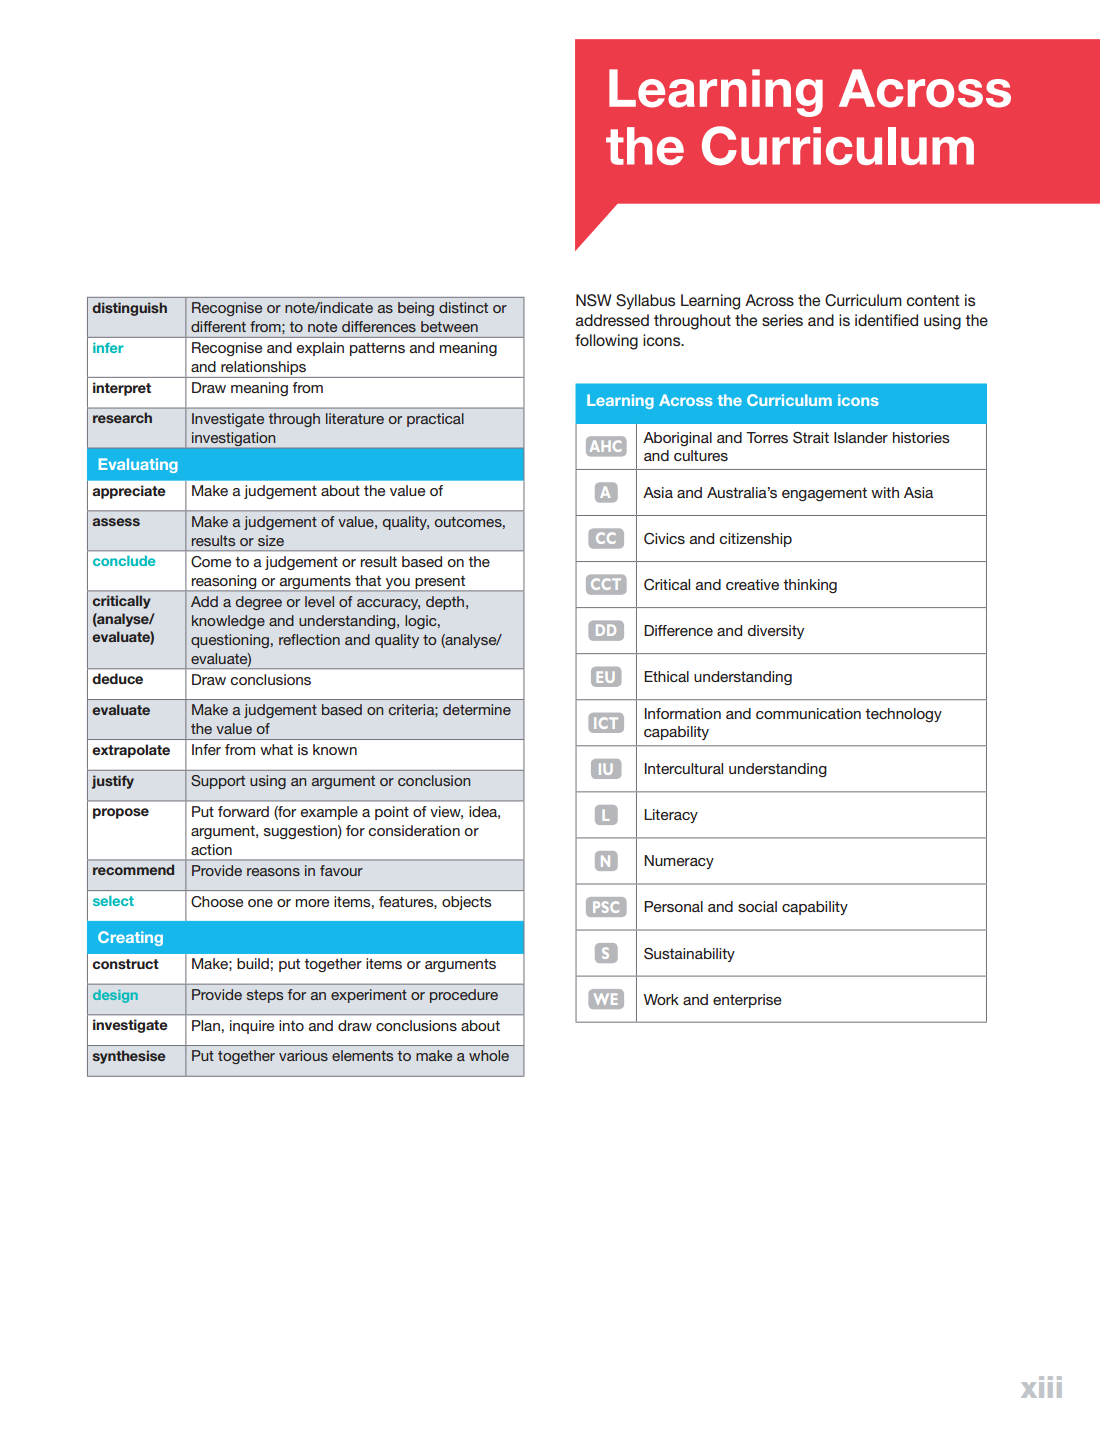 Learning Across
the Curriculum
distinguish
Recognise or note/indicate as being distinct or
different from; to note differences between
infer
Recognise and explain patterns and meaning
and relationships
interpret
Draw meaning from
research
Investigate through literature or practical
investigation
Evaluating
appreciate
Make a judgement about the value of
assess
Make a judgement of value, quality, outcomes,
results or size
conclude
Come to a judgement or result based on the
reasoning or arguments that you present
critically
(analyse/
evaluate)
Add a degree or level of accuracy, depth,
knowledge and understanding, logic,
questioning, reflection and quality to (analyse/
evaluate)
deduce
Draw conclusions
evaluate
Make a judgement based on criteria; determine
the value of
extrapolate
Infer from what is known
justify
Support using an argument or conclusion
propose
Put forward (for example a point of view, idea,
argument, suggestion) for consideration or
action
recommend
Provide reasons in favour
select
Choose one or more items, features, objects
Creating
construct
Make; build; put together items or arguments
design
Provide steps for an experiment or procedure
investigate
Plan, inquire into and draw conclusions about
synthesise
Put together various elements to make a whole
NSW Syllabus Learning Across the Curriculum content is
addressed throughout the series and is identified using the
following icons.
Learning Across the Curriculum icons
AHC
Aboriginal and Torres Strait Islander histories
and cultures
A
Asia and Australia's engagement with Asia
CC
Civics and citizenship
CCT
Critical and creative thinking
DD
Difference and diversity
EU
Ethical understanding
ICT
Information and communication technology
capability
IU
Intercultural understanding
L
Literacy
N
Numeracy
PSC
Personal and social capability
S
Sustainability
WE
Work and enterprise
xiii